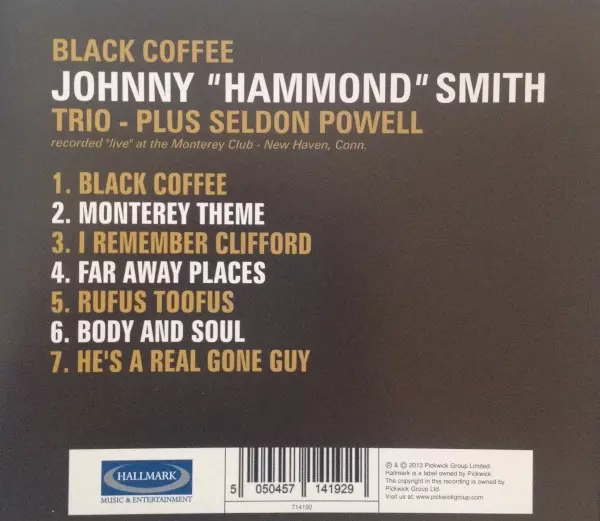 BLACK COFFEE
JOHNNY "HAMMOND" SMITH
TRIO - PLUS SELDON POWELL
recorded "live" at the Monterey Club - New Haven, Conn.
1. BLACK COFFEE
2. MONTEREY THEME
3. I REMEMBER CLIFFORD
4. FAR AWAY PLACES
5. RUFUS TOOFUS
6. BODY AND SOUL
7. HE'S A REAL GONE GUY
HALLMARK
MUSIC & ENTERTAINMENT
5 050457 141929
714192
℗ & © 2013 Pickwick Group Limited.
Hallmark is a label owned by Pickwick.
The copyright in this recording is owned by
Pickwick Group Ltd.
Visit us at: www.pickwickgroup.com